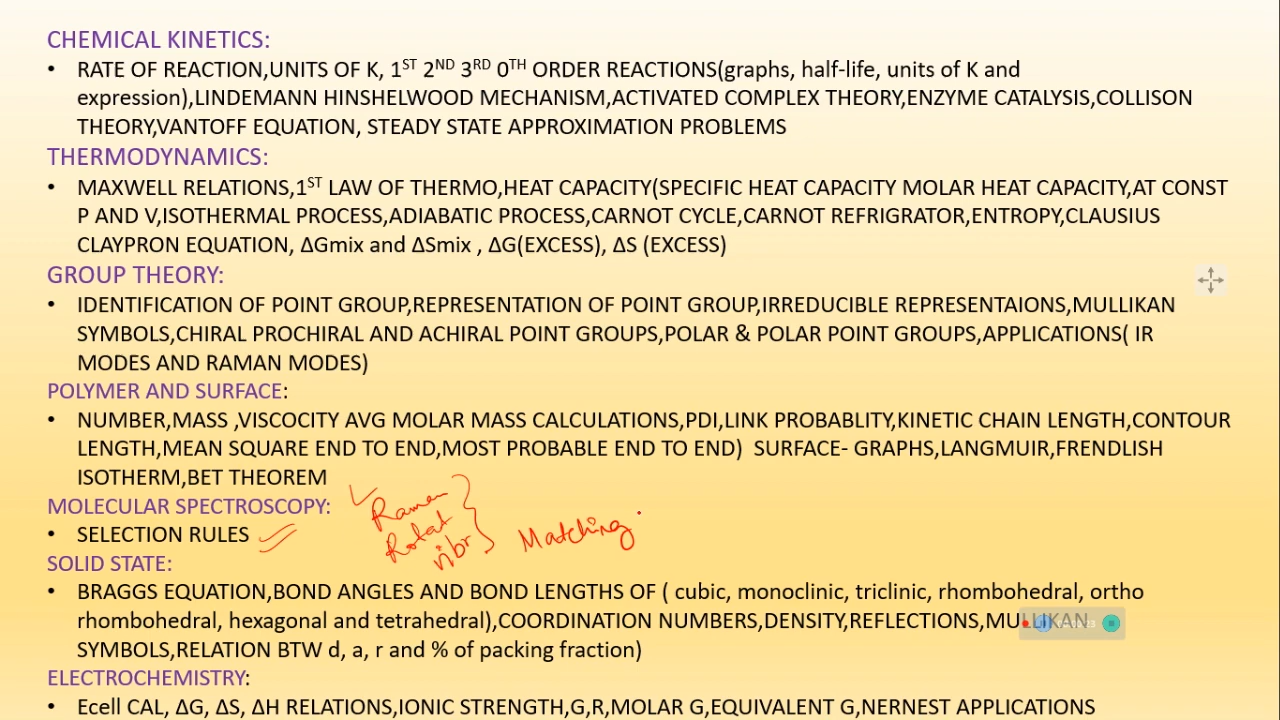 CHEMICAL KINETICS:
• RATE OF REACTION,UNITS OF K, 1ST 2ND 3RD 0TH ORDER REACTIONS(graphs, half-life, units of K and
expression),LINDEMANN HINSHELWOOD MECHANISM,ACTIVATED COMPLEX THEORY,ENZYME CATALYSIS,COLLISON
THEORY,VANTOFF EQUATION, STEADY STATE APPROXIMATION PROBLEMS
THERMODYNAMICS:
• MAXWELL RELATIONS,1ST LAW OF THERMO,HEAT CAPACITY(SPECIFIC HEAT CAPACITY MOLAR HEAT CAPACITY,AT CONST
P AND V,ISOTHERMAL PROCESS,ADIABATIC PROCESS,CARNOT CYCLE,CARNOT REFRIGRATOR,ENTROPY,CLAUSIUS
CLAYPRON EQUATION, ΔGmix and ΔSmix , ΔG(EXCESS), ΔS (EXCESS)
GROUP THEORY:
• IDENTIFICATION OF POINT GROUP,REPRESENTATION OF POINT GROUP,IRREDUCIBLE REPRESENTAIONS,MULLIKAN
SYMBOLS,CHIRAL PROCHIRAL AND ACHIRAL POINT GROUPS,POLAR & POLAR POINT GROUPS,APPLICATIONS( IR
MODES AND RAMAN MODES)
POLYMER AND SURFACE:
• NUMBER,MASS ,VISCOCITY AVG MOLAR MASS CALCULATIONS,PDI,LINK PROBABLITY,KINETIC CHAIN LENGTH,CONTOUR
LENGTH,MEAN SQUARE END TO END,MOST PROBABLE END TO END) SURFACE- GRAPHS,LANGMUIR,FRENDLISH
ISOTHERM,BET THEOREM
MOLECULAR SPECTROSCOPY:
Raman
• SELECTION RULES
Rotat
vibr
Matching
SOLID STATE:
• BRAGGS EQUATION,BOND ANGLES AND BOND LENGTHS OF ( cubic, monoclinic, triclinic, rhombohedral, ortho
rhombohedral, hexagonal and tetrahedral),COORDINATION NUMBERS,DENSITY,REFLECTIONS,MULLIKAN
SYMBOLS,RELATION BTW d, a, r and % of packing fraction)
ELECTROCHEMISTRY:
• Ecell CAL, ΔG, ΔS, ΔH RELATIONS,IONIC STRENGTH,G,R,MOLAR G,EQUIVALENT G,NERNEST APPLICATIONS